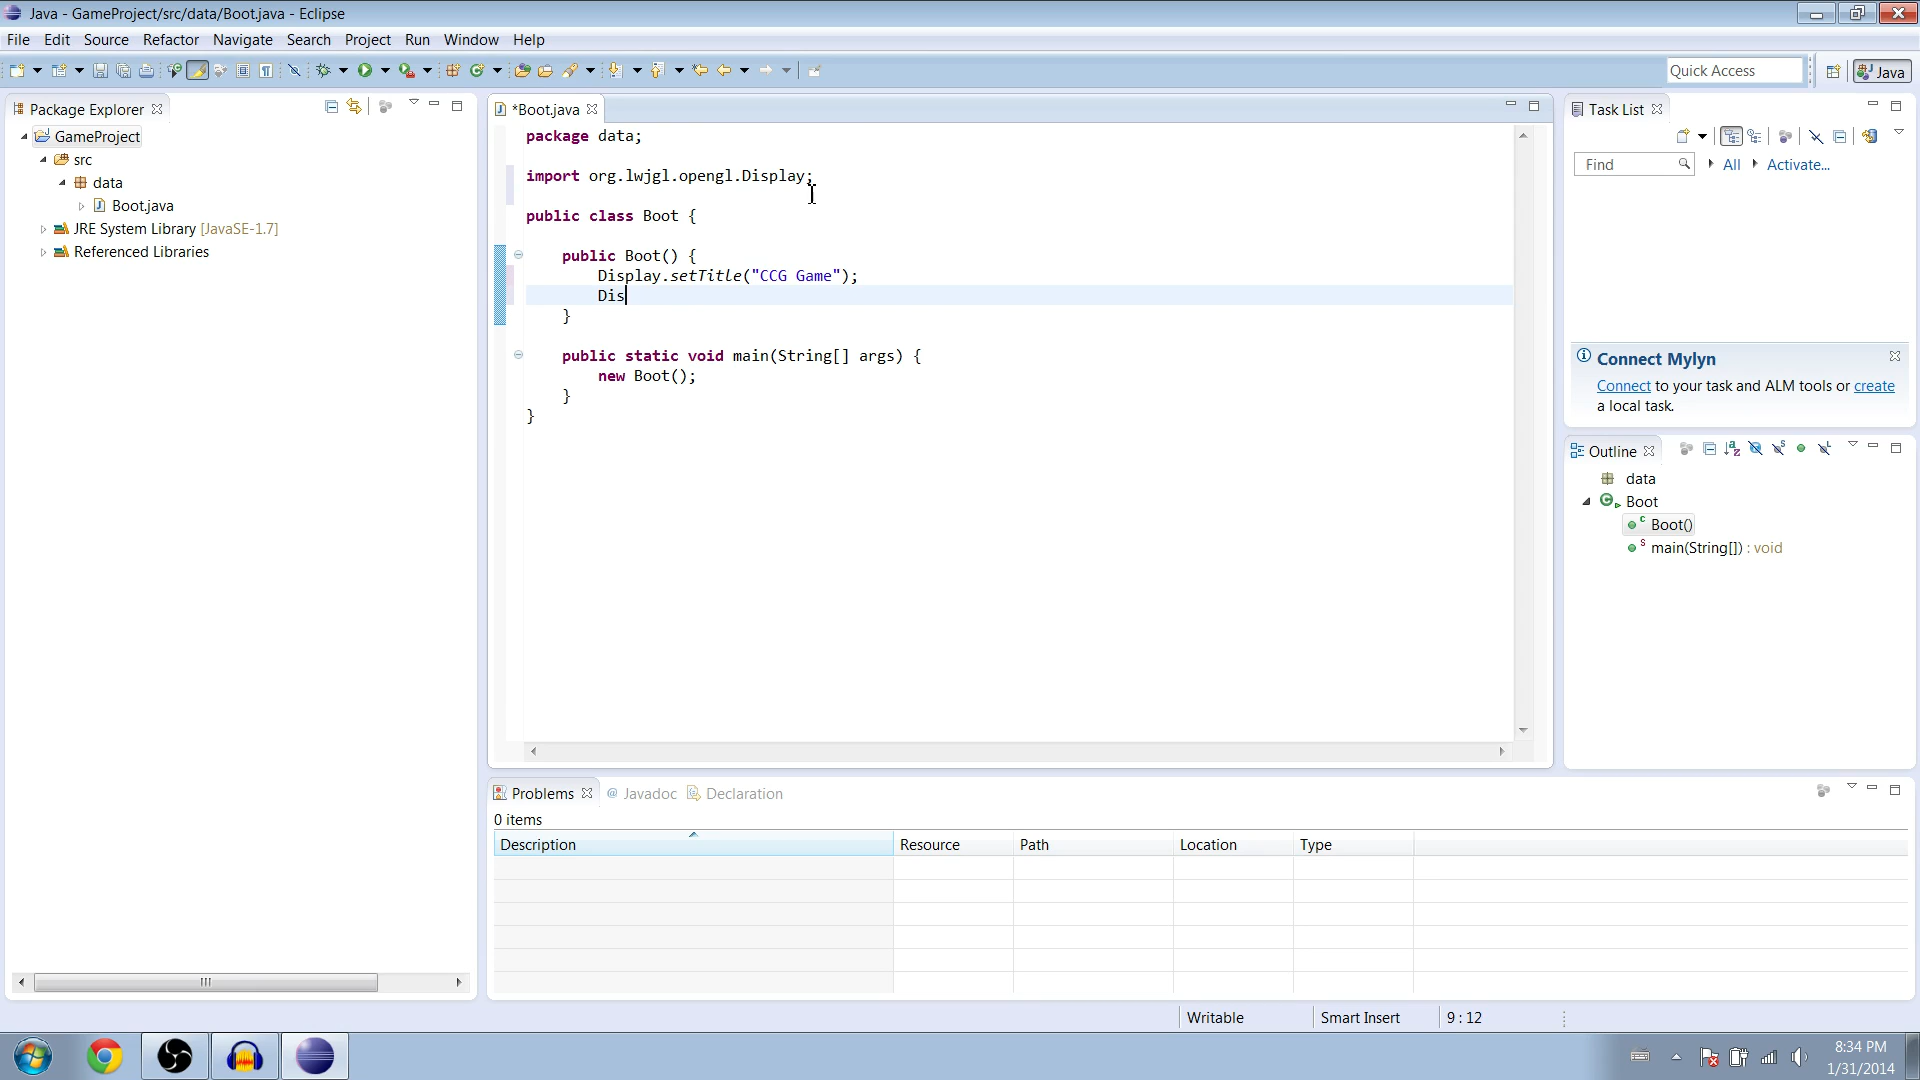 Java - GameProject/src/data/Boot.java - Eclipse
File Edit Source Refactor Navigate Search Project Run Window Help
Quick Access
Java
Package Explorer
GameProject
src
data
Boot.java
JRE System Library [JavaSE-1.7]
Referenced Libraries
*Boot.java
package data;
import org.lwjgl.opengl.Display;
public class Boot {
public Boot() {
Display.setTitle("CCG Game");
Dis
}
public static void main(String[] args) {
new Boot();
}
}
Task List
Find
All
Activate...
Connect Mylyn
Connect to your task and ALM tools or create
a local task.
Outline
data
Boot
Boot()
main(String[]) : void
Problems @ Javadoc Declaration
0 items
Description Resource Path Location Type
Writable Smart Insert 9 : 12
8:34 PM
1/31/2014